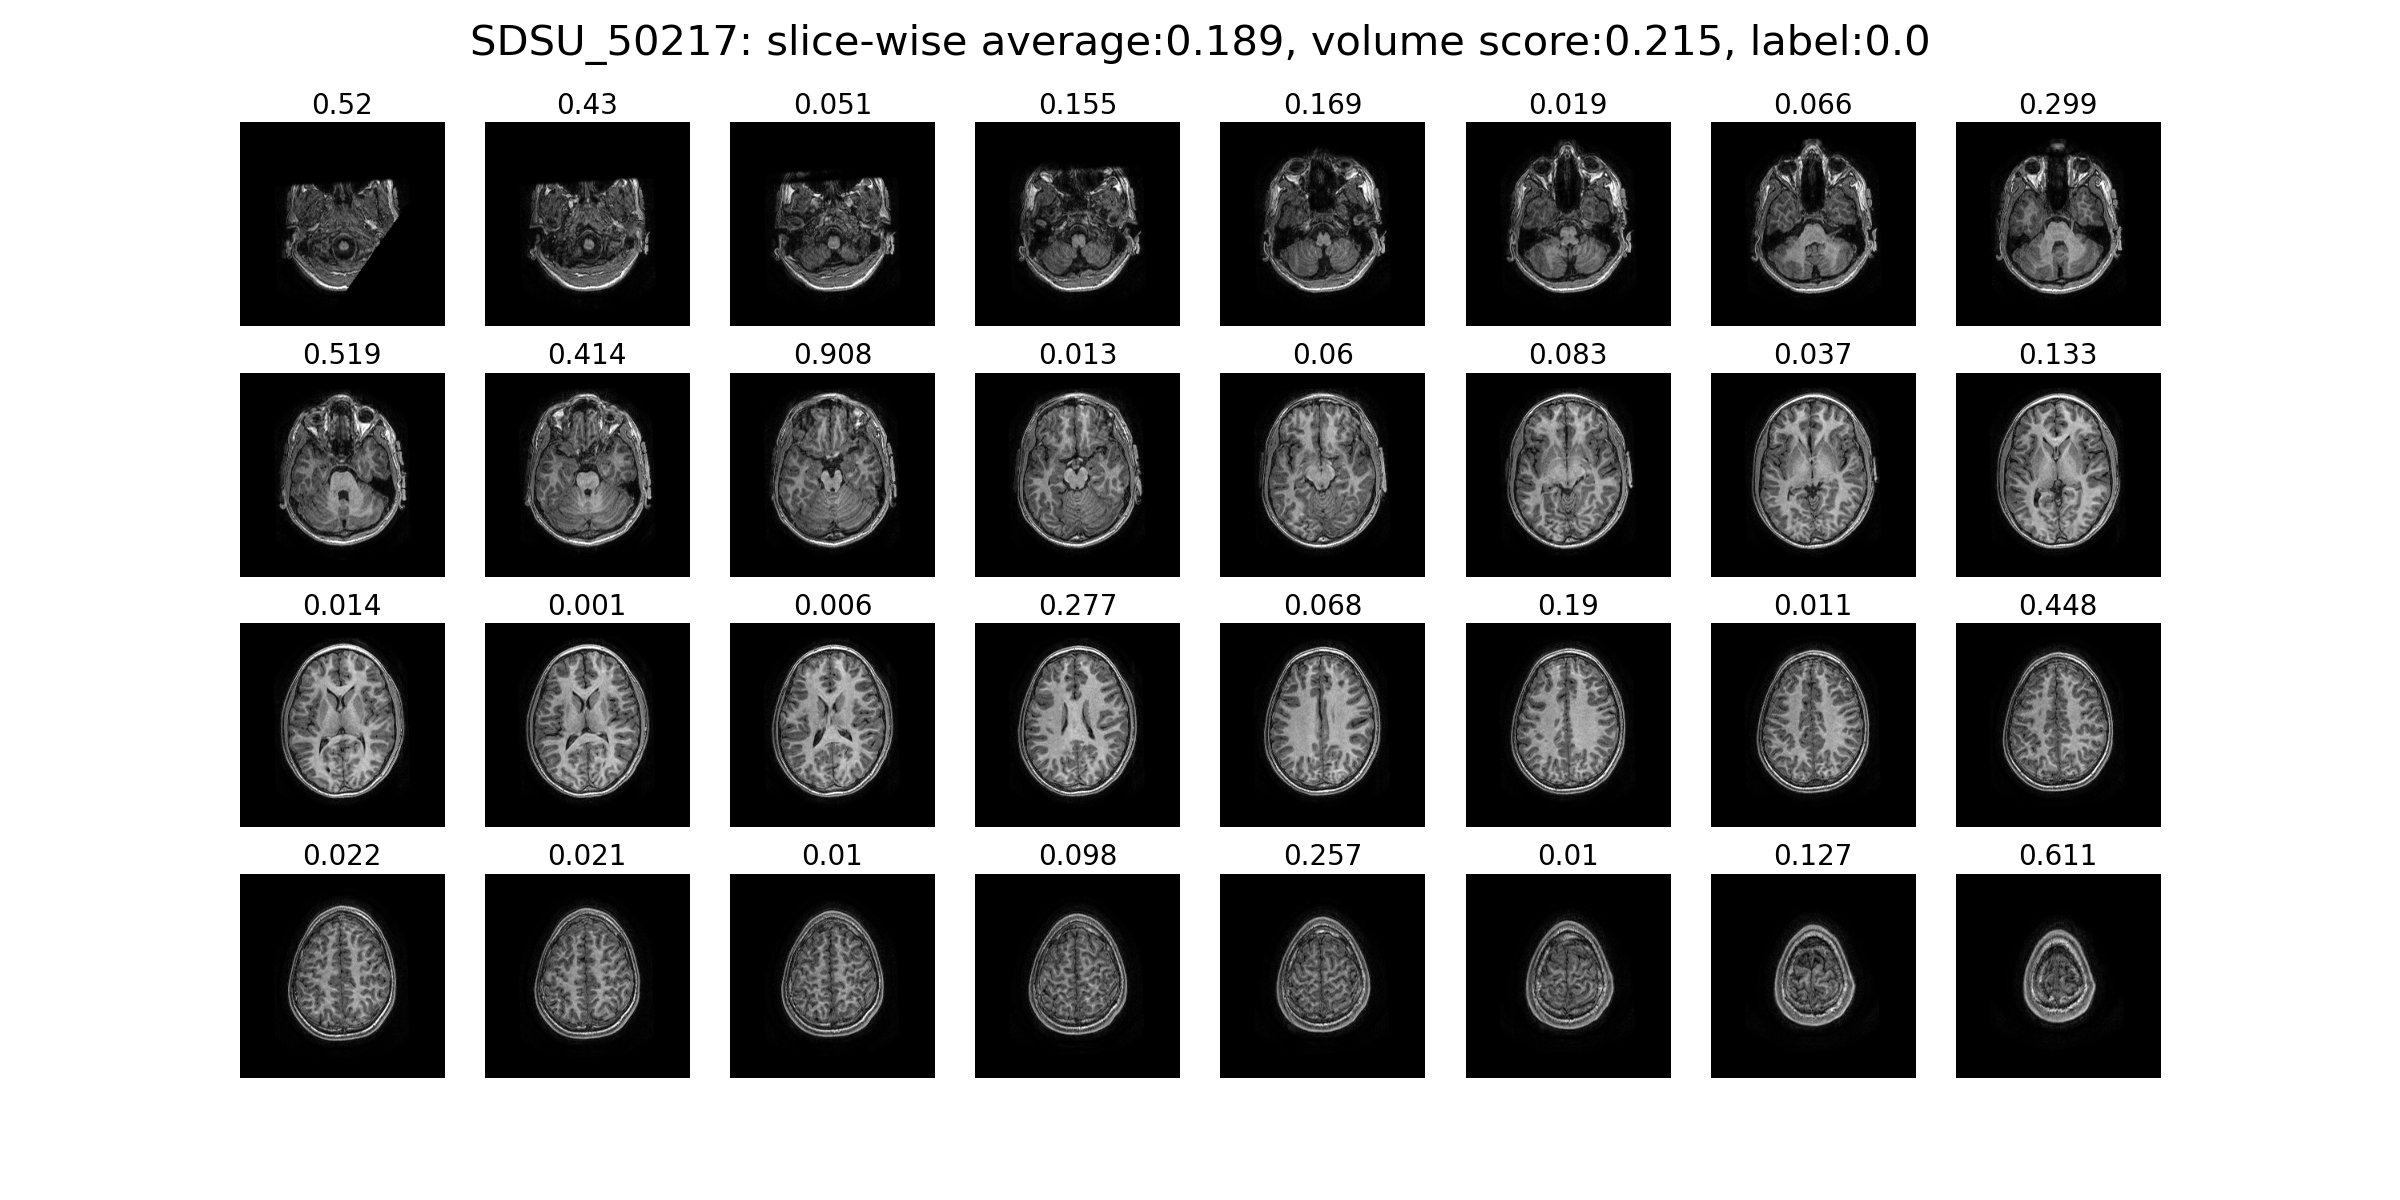 SDSU_50217: slice-wise average:0.189, volume score:0.215, label:0.0
0.52 0.43 0.051 0.155 0.169 0.019 0.066 0.299
0.519 0.414 0.908 0.013 0.06 0.083 0.037 0.133
0.014 0.001 0.006 0.277 0.068 0.19 0.011 0.448
0.022 0.021 0.01 0.098 0.257 0.01 0.127 0.611